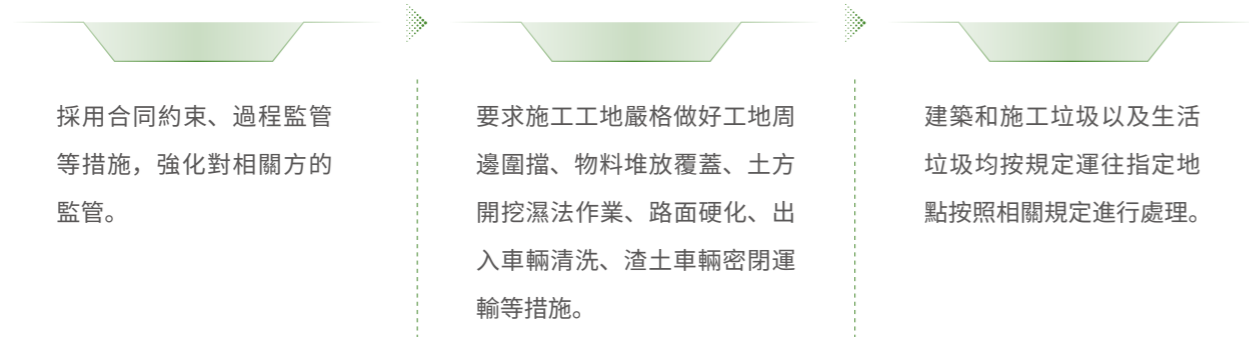 採用合同約束、過程監管
等措施，強化對相關方的
監管。
要求施工工地嚴格做好工地周
邊圍擋、物料堆放覆蓋、土方
開挖濕法作業、路面硬化、出
入車輛清洗、渣土車輛密閉運
輸等措施。
建築和施工垃圾以及生活
垃圾均按規定運往指定地
點按照相關規定進行處理。